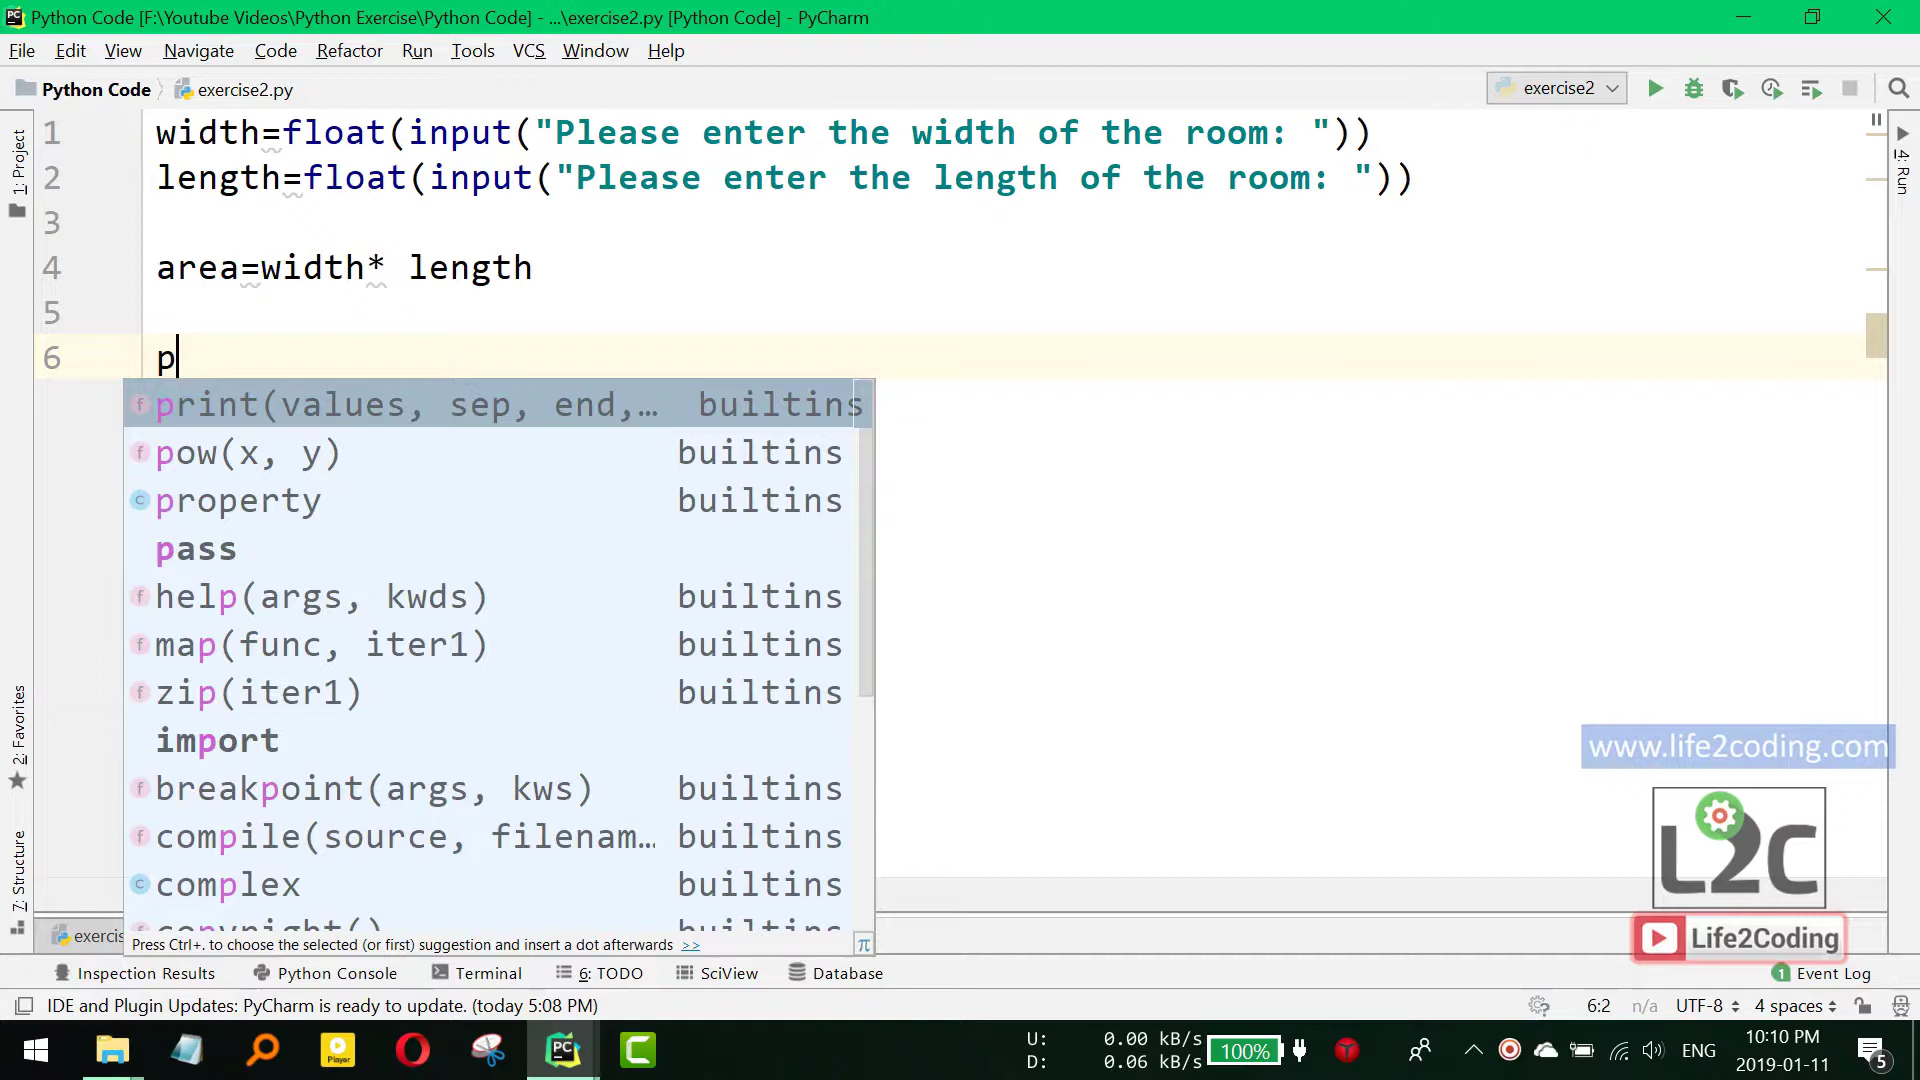 Python Code [F:\Youtube Videos\Python Exercise\Python Code] - ...\exercise2.py [Python Code] - PyCharm
File Edit View Navigate Code Refactor Run Tools VCS Window Help
Python Code exercise2.py exercise2
1 width=float(input("Please enter the width of the room: "))
2 length=float(input("Please enter the length of the room: "))
3
4 area=width* length
5
6 p
print(values, sep, end,… builtins
pow(x, y) builtins
property builtins
pass
help(args, kwds) builtins
map(func, iter1) builtins
zip(iter1) builtins
import
breakpoint(args, kws) builtins
compile(source, filenam… builtins
complex builtins
copyright() builtins
Press Ctrl+. to choose the selected (or first) suggestion and insert a dot afterwards >>
π
1: Project
2: Favorites
7: Structure
4: Run
www.life2coding.com
L2C
Life2Coding
exercis
Inspection Results Python Console Terminal 6: TODO SciView Database 1 Event Log
IDE and Plugin Updates: PyCharm is ready to update. (today 5:08 PM) 6:2 n/a UTF-8 4 spaces
PC Player
U: 0.00 kB/s
D: 0.06 kB/s
100%
ENG
10:10 PM
2019-01-11
5